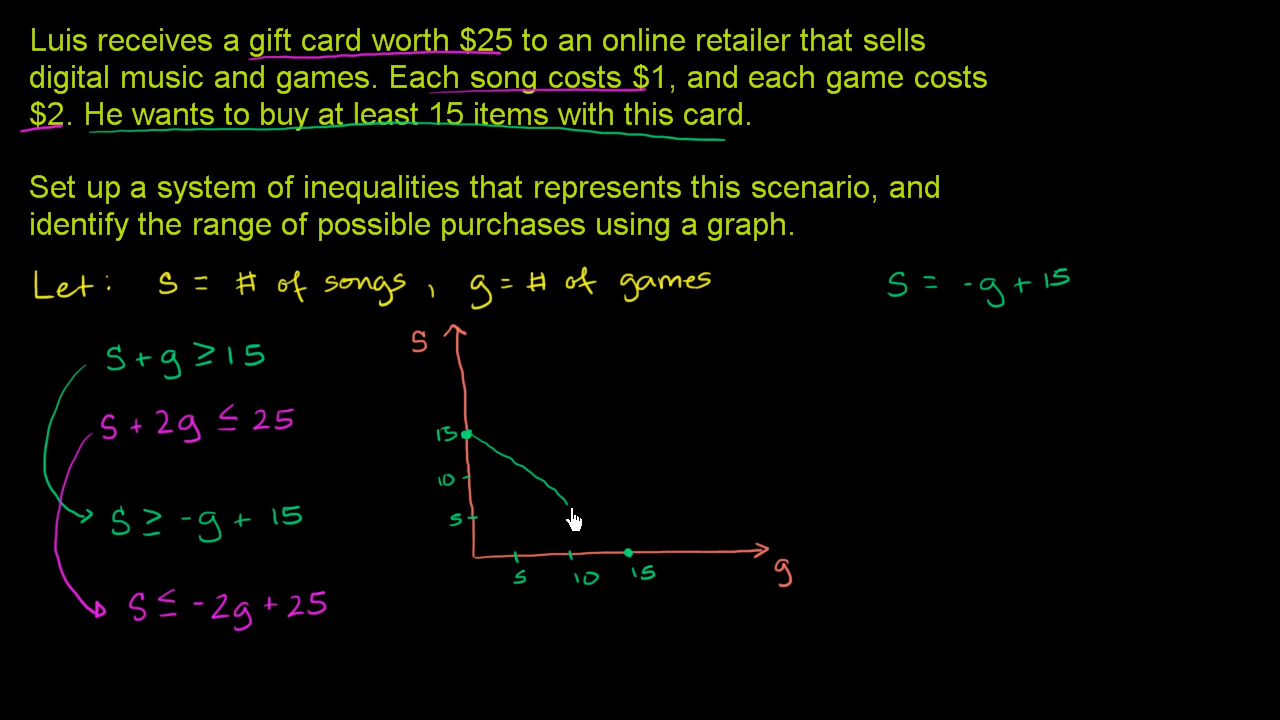 Luis receives a gift card worth $25 to an online retailer that sells
digital music and games. Each song costs $1, and each game costs
$2. He wants to buy at least 15 items with this card.
Set up a system of inequalities that represents this scenario, and
identify the range of possible purchases using a graph.
Let: S = # of songs, g = # of games
S = -g + 15
S + g ≥ 15
S + 2g ≤ 25
S ≥ -g + 15
S ≤ -2g + 25
S
15
10
5
5 10 15
g